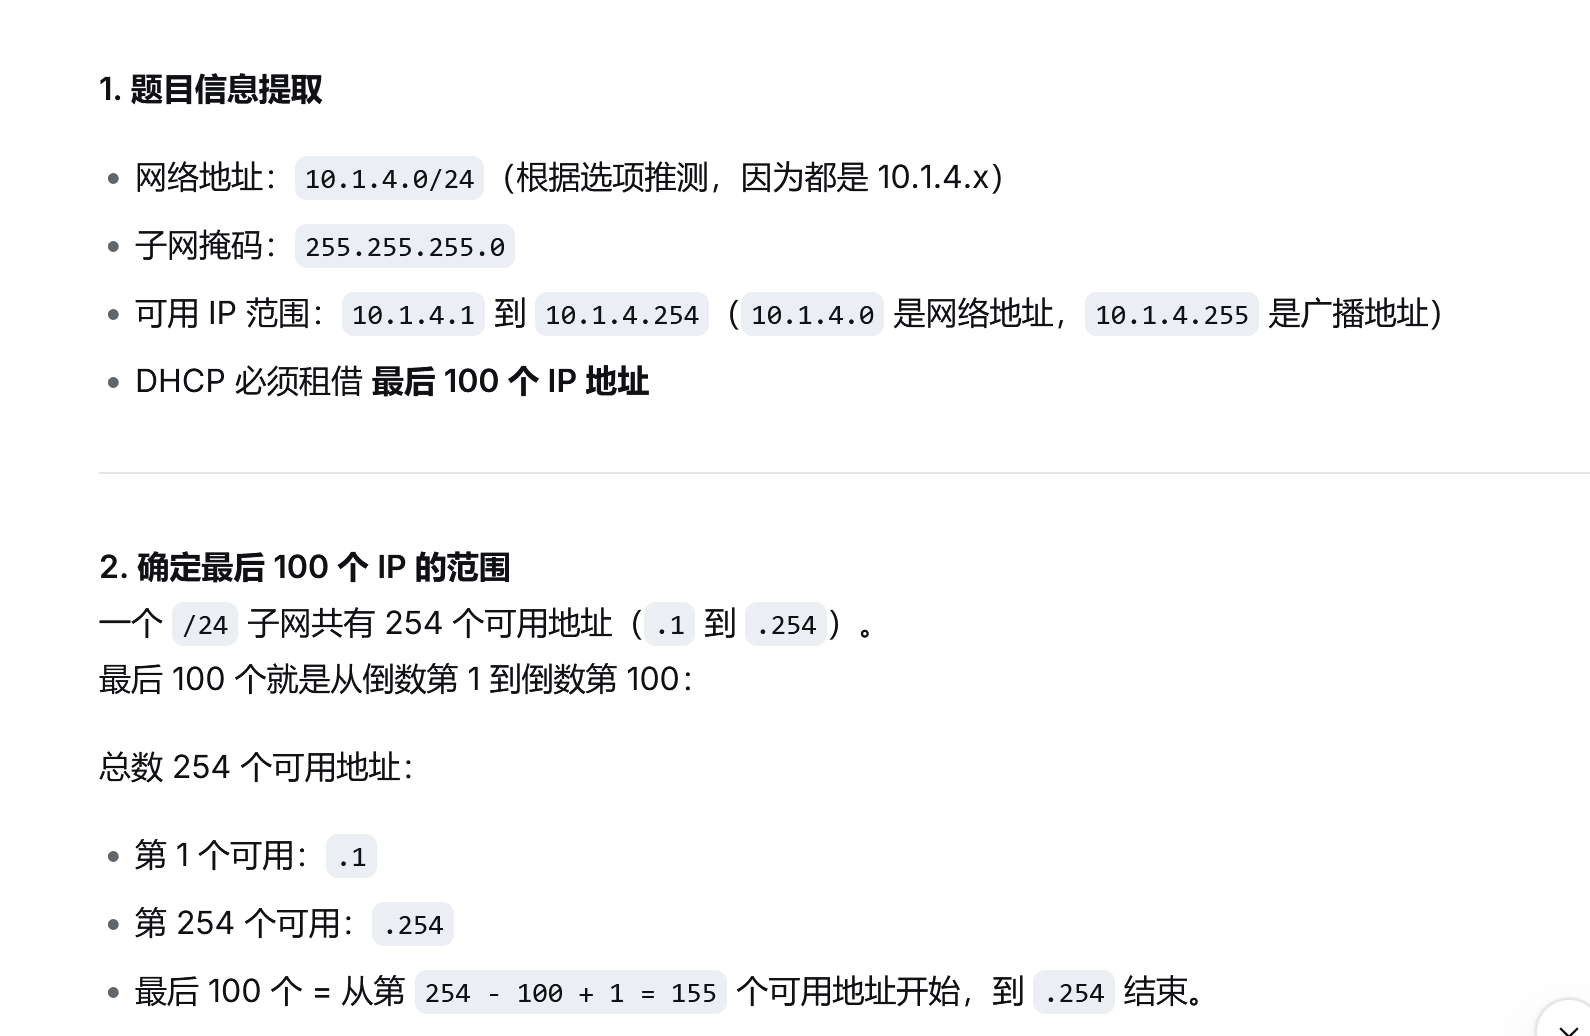 1. 题目信息提取
网络地址：10.1.4.0/24（根据选项推测，因为都是 10.1.4.x）
子网掩码：255.255.255.0
可用 IP 范围：10.1.4.1 到 10.1.4.254（10.1.4.0 是网络地址，10.1.4.255 是广播地址）
DHCP 必须租借 最后 100 个 IP 地址
2. 确定最后 100 个 IP 的范围
一个 /24 子网共有 254 个可用地址（.1 到 .254）。
最后 100 个就是从倒数第 1 到倒数第 100：
总数 254 个可用地址：
第 1 个可用：.1
第 254 个可用：.254
最后 100 个 = 从第 254 - 100 + 1 = 155 个可用地址开始，到 .254 结束。